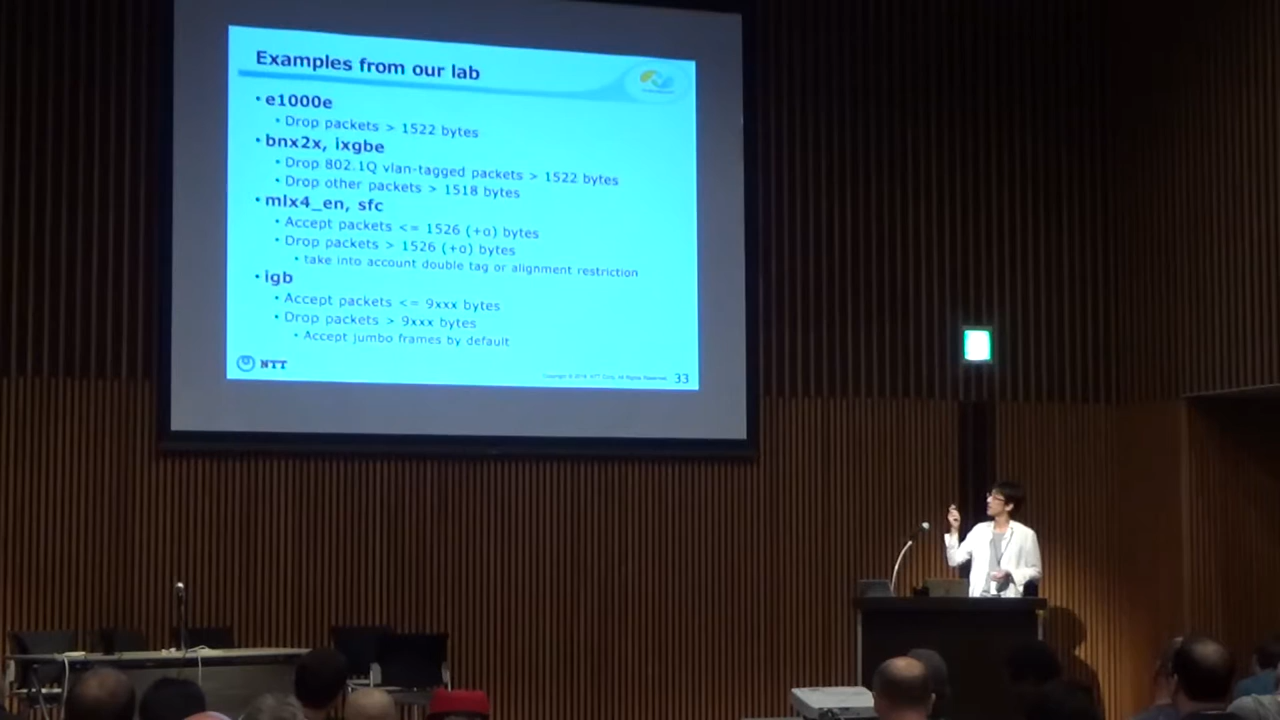 Examples from our lab
• e1000e
• Drop packets > 1522 bytes
• bnx2x, ixgbe
• Drop 802.1Q vlan-tagged packets > 1522 bytes
• Drop other packets > 1518 bytes
• mlx4_en, sfc
• Accept packets <= 1526 (+α) bytes
• Drop packets > 1526 (+α) bytes
• take into account double tag or alignment restriction
• igb
• Accept packets <= 9xxx bytes
• Drop packets > 9xxx bytes
• Accept jumbo frames by default
NTT
33